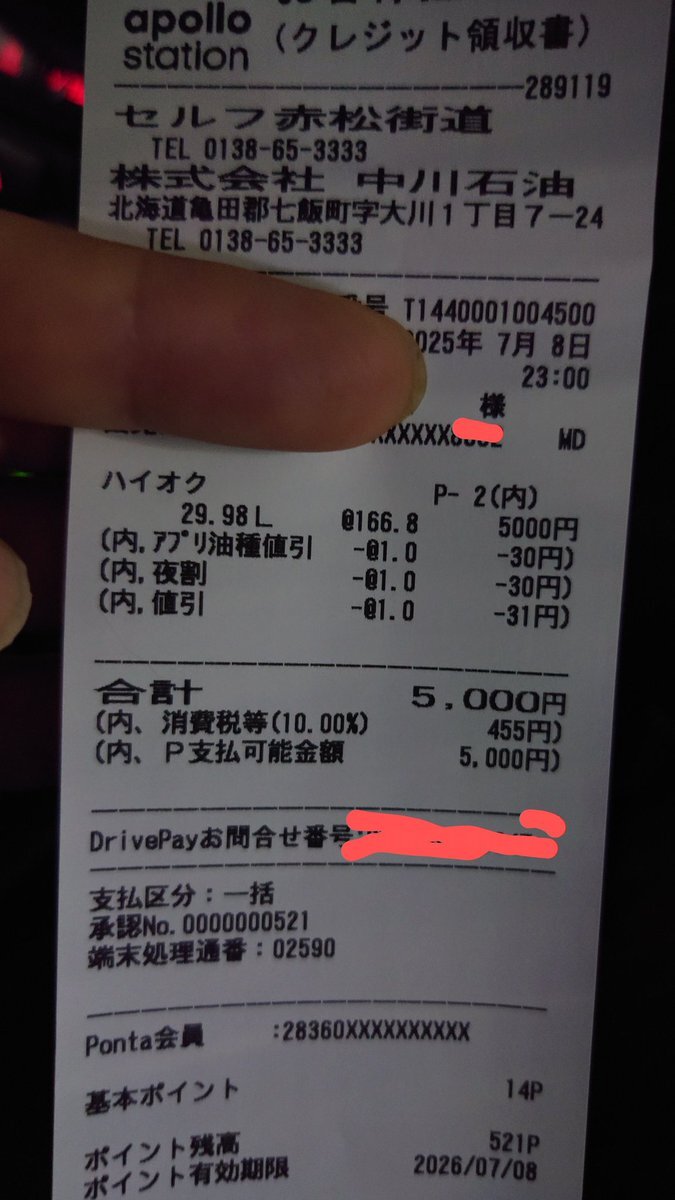 apollo
station
(クレジット領収書)
289119
セルフ赤松街道
TEL 0138-65-3333
株式会社 中川石油
北海道亀田郡七飯町字大川1丁目7−24
TEL 0138-65-3333
番号 T1440001004500
2025年 7月 8日
23:00
様
MD
ハイオク P- 2(内)
29.98L @166.8 5000円
(内,アプリ油種値引 -@1.0 -30円)
(内,夜割 -@1.0 -30円)
(内,値引 -@1.0 -31円)
合計 5,000円
(内、消費税等(10.00%) 455円)
(内、P支払可能金額 5,000円)
DrivePayお問合せ番号
支払区分：一括
承認No.0000000521
端末処理通番：02590
Ponta会員 :28360XXXXXXXXXX
基本ポイント 14P
ポイント残高 521P
ポイント有効期限 2026/07/08